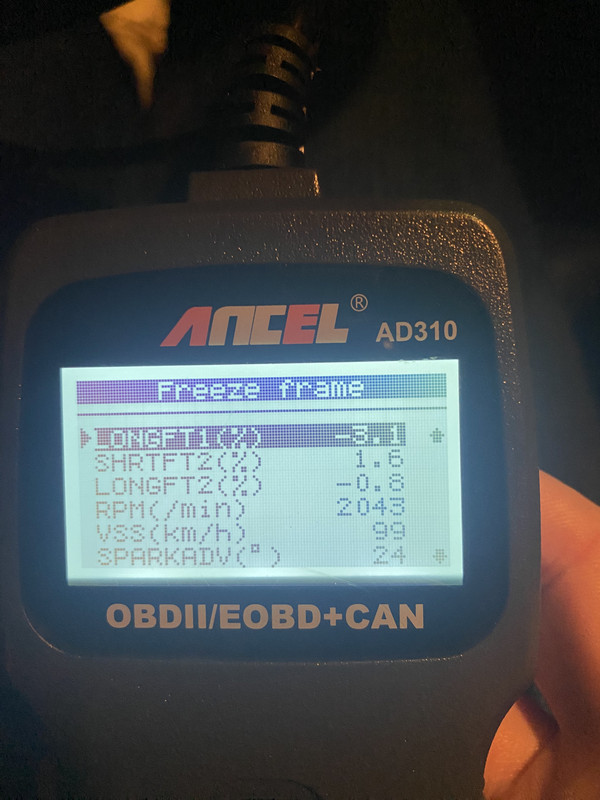 ANCEL®
AD310
Freeze frame
LONGFT1(%) -3.1
SHRTFT2(%) 1.6
LONGFT2(%) -0.8
RPM(/min) 2043
VSS(km/h) 99
SPARKADV(°) 24
OBDII/EOBD+CAN